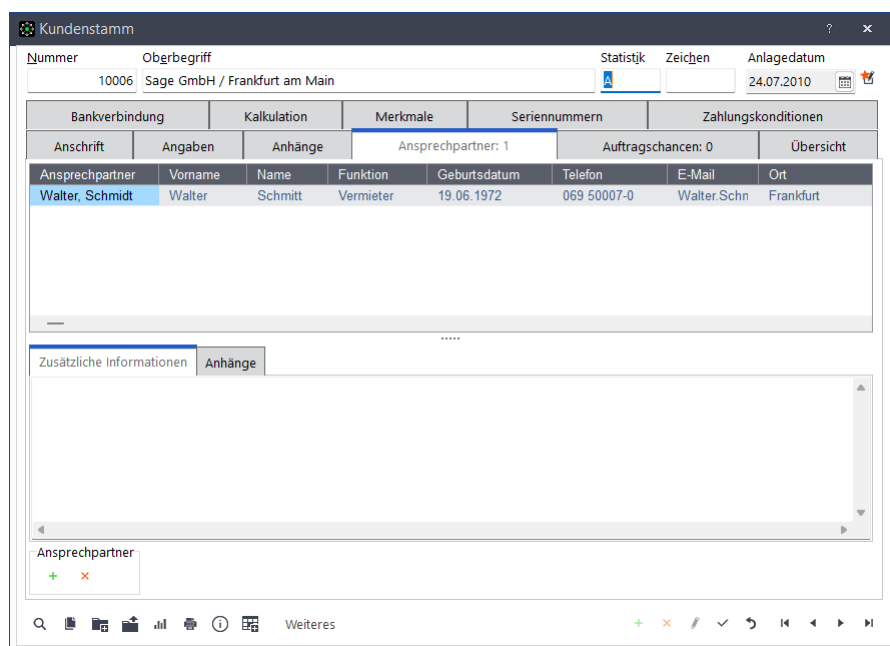 Kundenstamm ?
Nummer Oberbegriff Statistik Zeichen Anlagedatum
10006 Sage GmbH / Frankfurt am Main A 24.07.2010
Bankverbindung Kalkulation Merkmale Seriennummern Zahlungskonditionen
Anschrift Angaben Anhänge Ansprechpartner: 1 Auftragschancen: 0 Übersicht
Ansprechpartner Vorname Name Funktion Geburtsdatum Telefon E-Mail Ort
Walter, Schmidt Walter Schmitt Vermieter 19.06.1972 069 50007-0 Walter.Schn Frankfurt
Zusätzliche Informationen Anhänge
Ansprechpartner
Weiteres